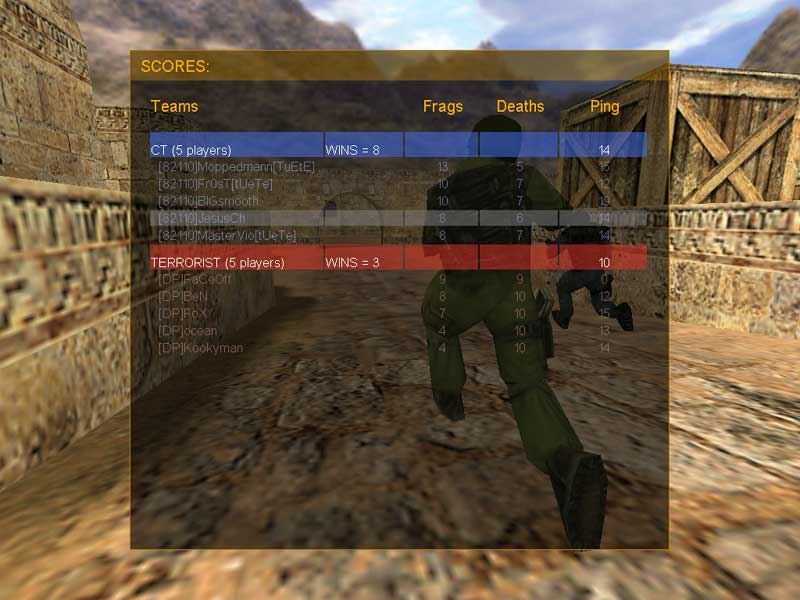 SCORES:
Teams Frags Deaths Ping
CT (5 players) WINS = 8 14
[82110]Moppedmann[TuEtE] 13 5 15
[82110]Fr0sT[tUeTe] 10 7 12
[82110]BIGsmooth 10 7 19
[82110]JesusCh 8 6 14
[82110]MasterVio[tUeTe] 8 7 14
TERRORIST (5 players) WINS = 3 10
[DP]FaCeOff 9 9 0
[DP]BeN 8 10 12
[DP]FoX 7 10 15
[DP]ocean 4 10 13
[DP]Kookyman 4 10 14